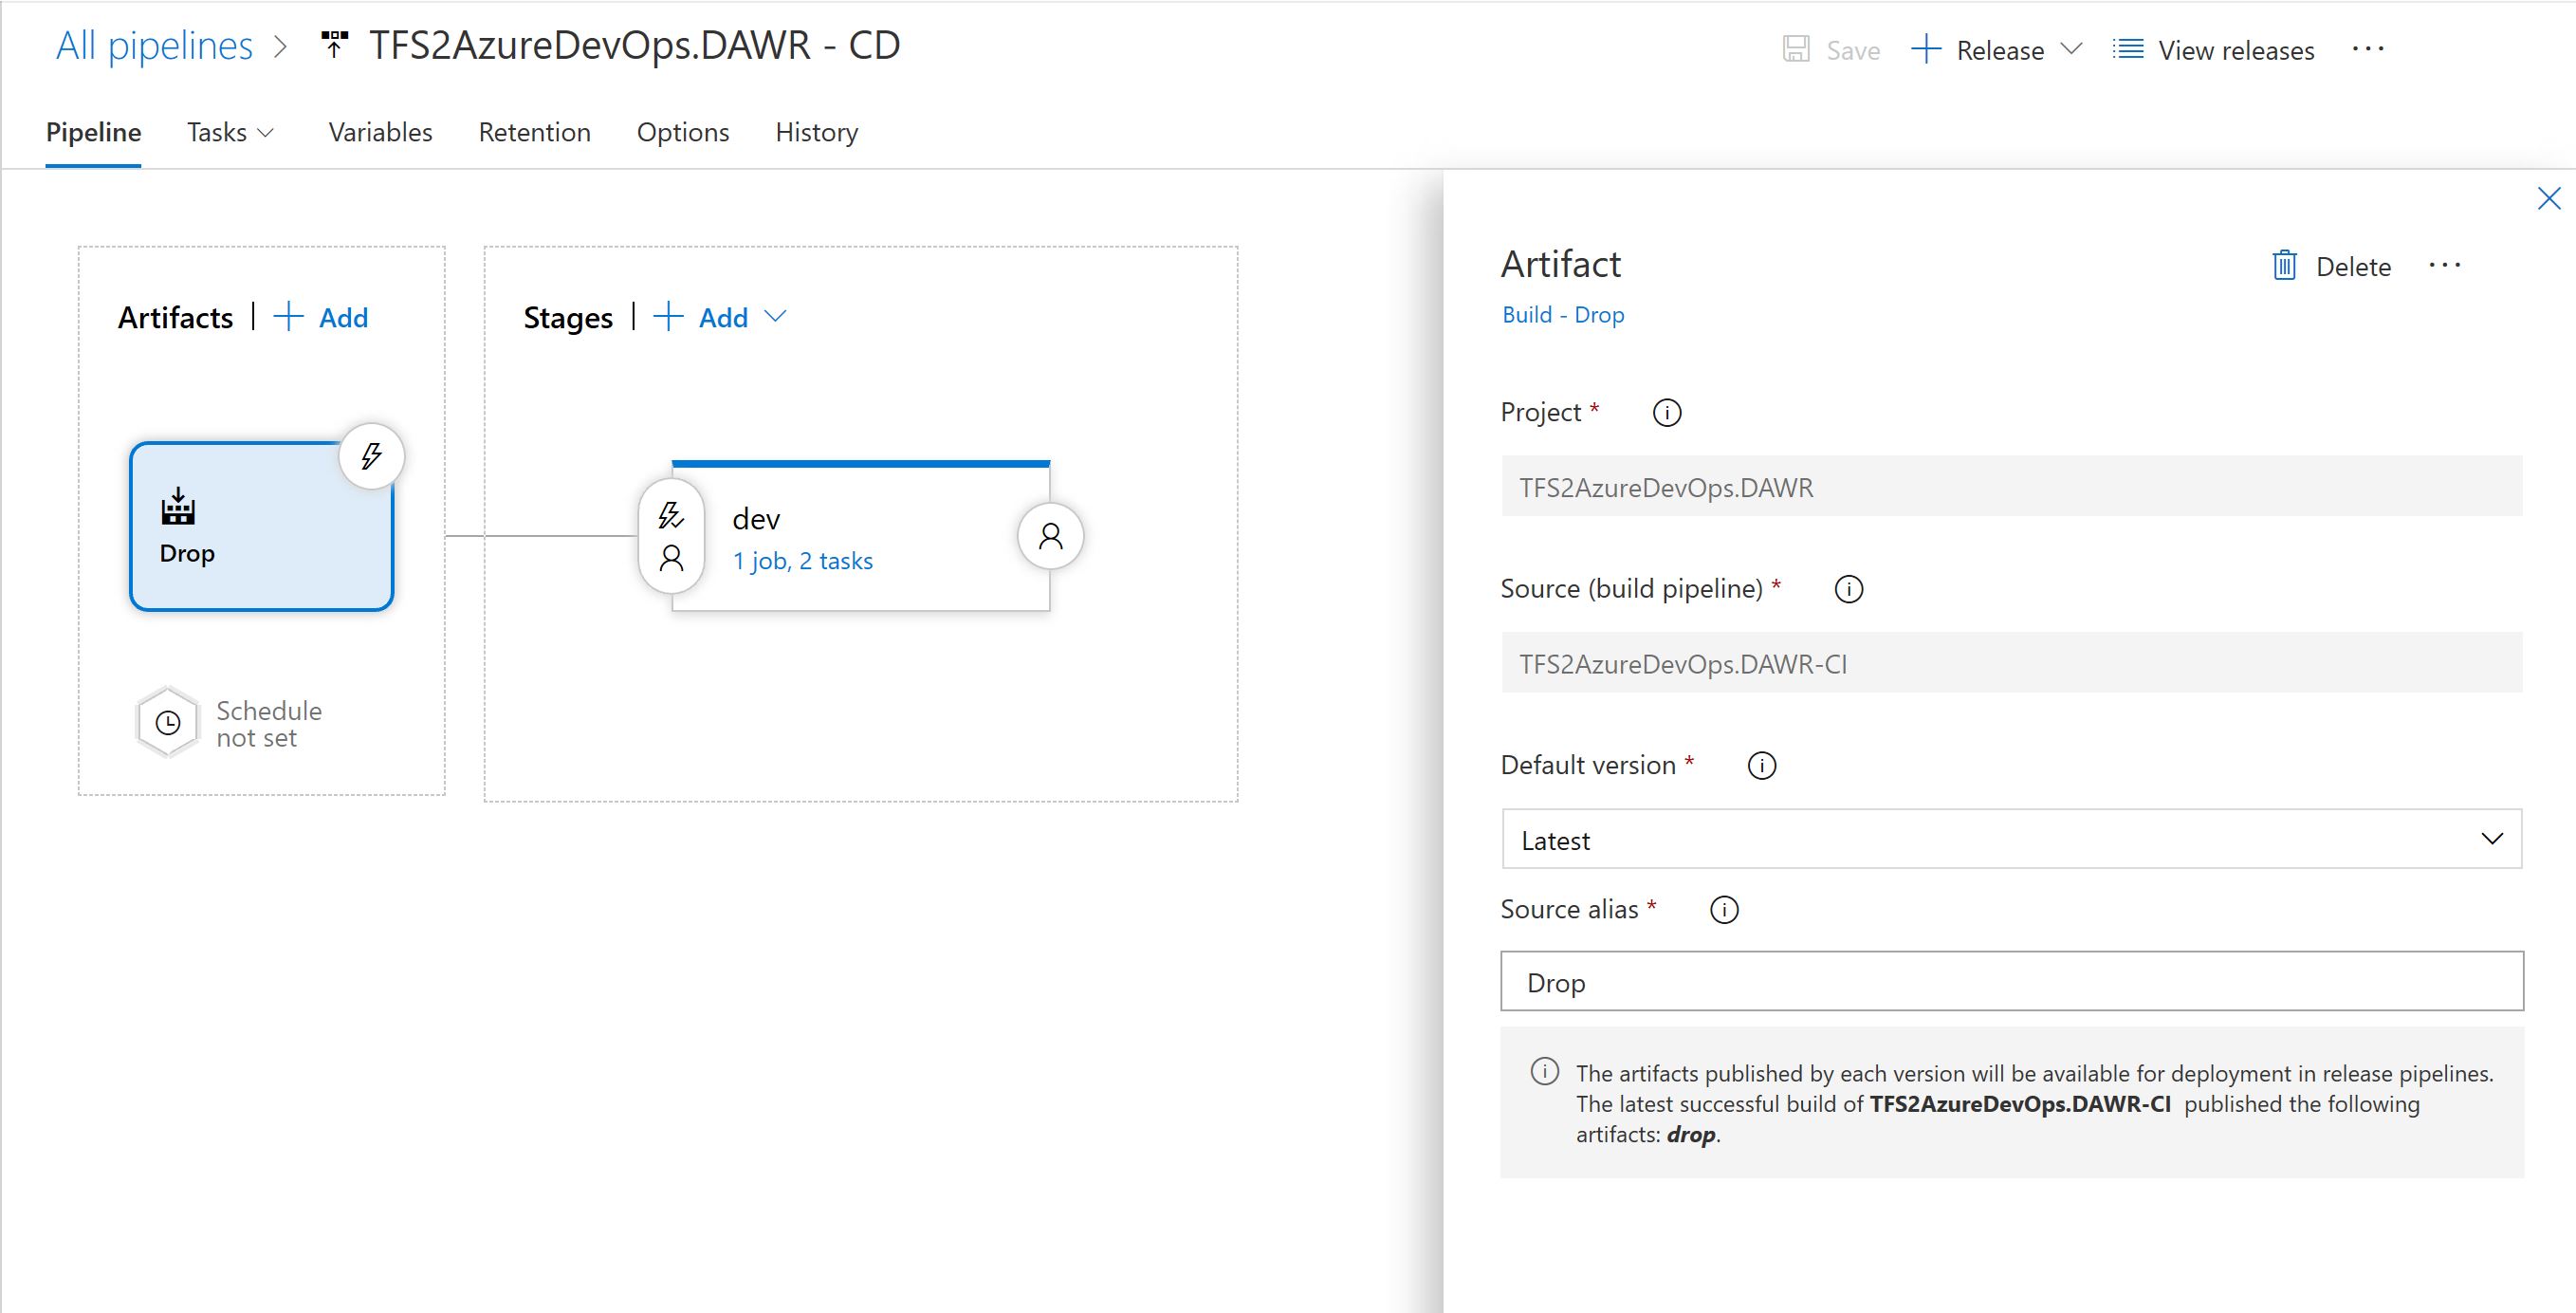 All pipelines > TFS2AzureDevOps.DAWR - CD
Save Release View releases ...
Pipeline Tasks Variables Retention Options History
Artifacts | + Add
Stages | + Add
Drop
Schedule
not set
dev
1 job, 2 tasks
Artifact
Delete ...
Build - Drop
Project *
TFS2AzureDevOps.DAWR
Source (build pipeline) *
TFS2AzureDevOps.DAWR-CI
Default version *
Latest
Source alias *
Drop
The artifacts published by each version will be available for deployment in release pipelines.
The latest successful build of TFS2AzureDevOps.DAWR-CI published the following
artifacts: drop.